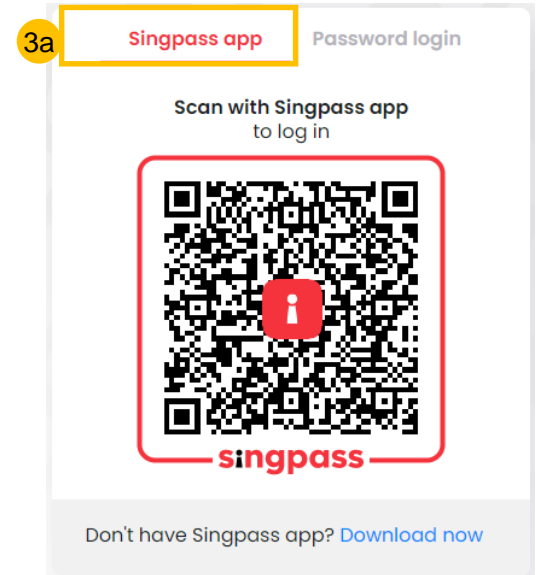 3a
Singpass app Password login
Scan with Singpass app
to log in
singpass
Don't have Singpass app? Download now